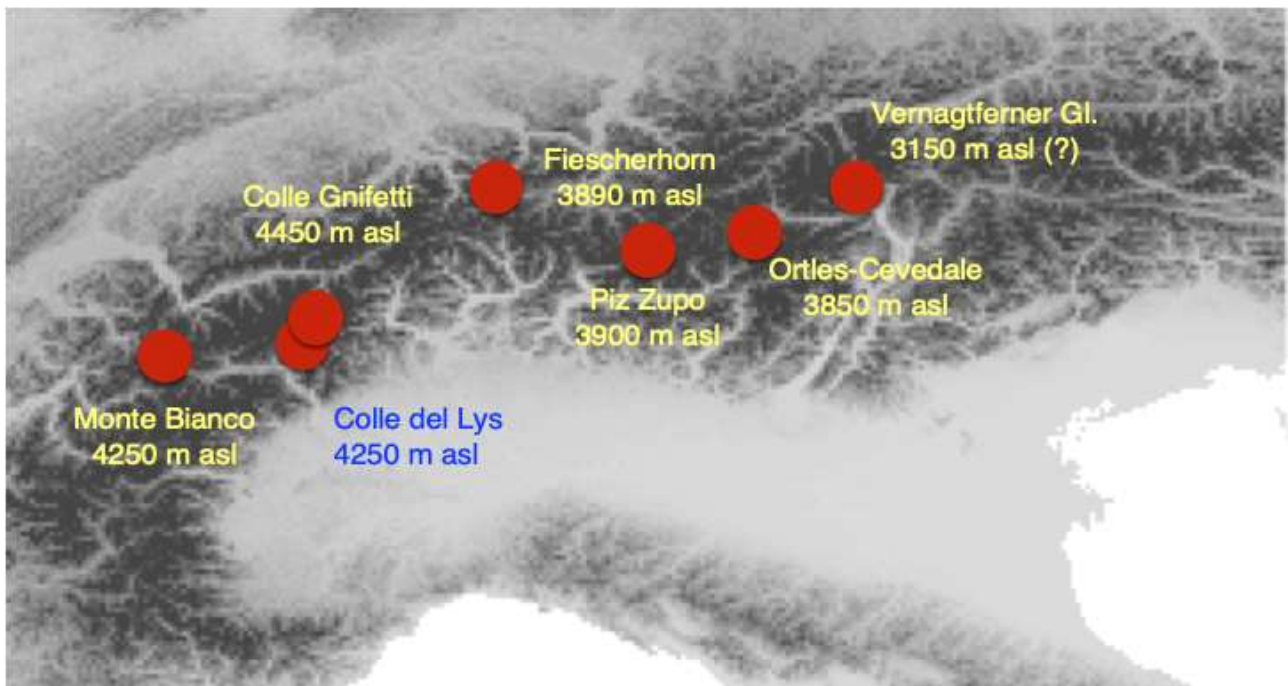 Vernagtferner Gl.
3150 m asl (?)
Fiescherhorn
3890 m asl
Colle Gnifetti
4450 m asl
Ortles-Cevedale
3850 m asl
Piz Zupo
3900 m asl
Monte Bianco
4250 m asl
Colle del Lys
4250 m asl